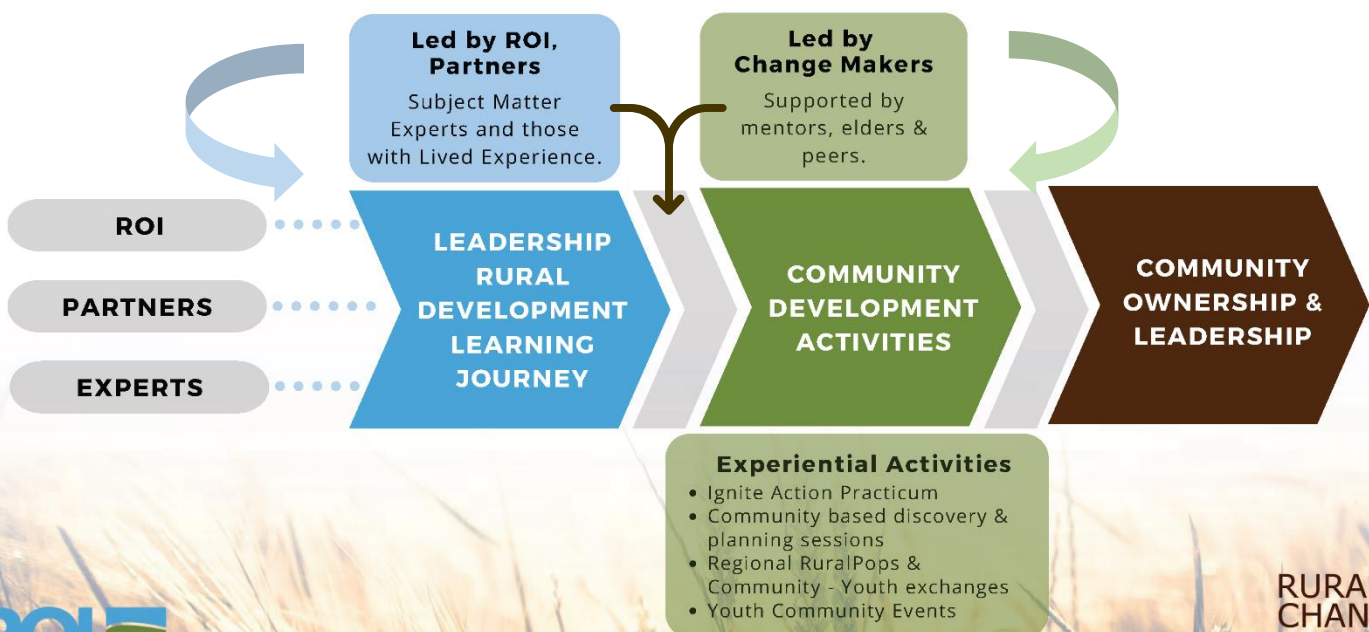 Led by ROI,
Partners
Subject Matter
Experts and those
with Lived Experience.
Led by
Change Makers
Supported by
mentors, elders &
peers.
ROI
PARTNERS
EXPERTS
LEADERSHIP
RURAL
DEVELOPMENT
LEARNING
JOURNEY
COMMUNITY
DEVELOPMENT
ACTIVITIES
COMMUNITY
OWNERSHIP &
LEADERSHIP
Experiential Activities
• Ignite Action Practicum
• Community based discovery &
planning sessions
• Regional RuralPops &
Community - Youth exchanges
• Youth Community Events
ROI